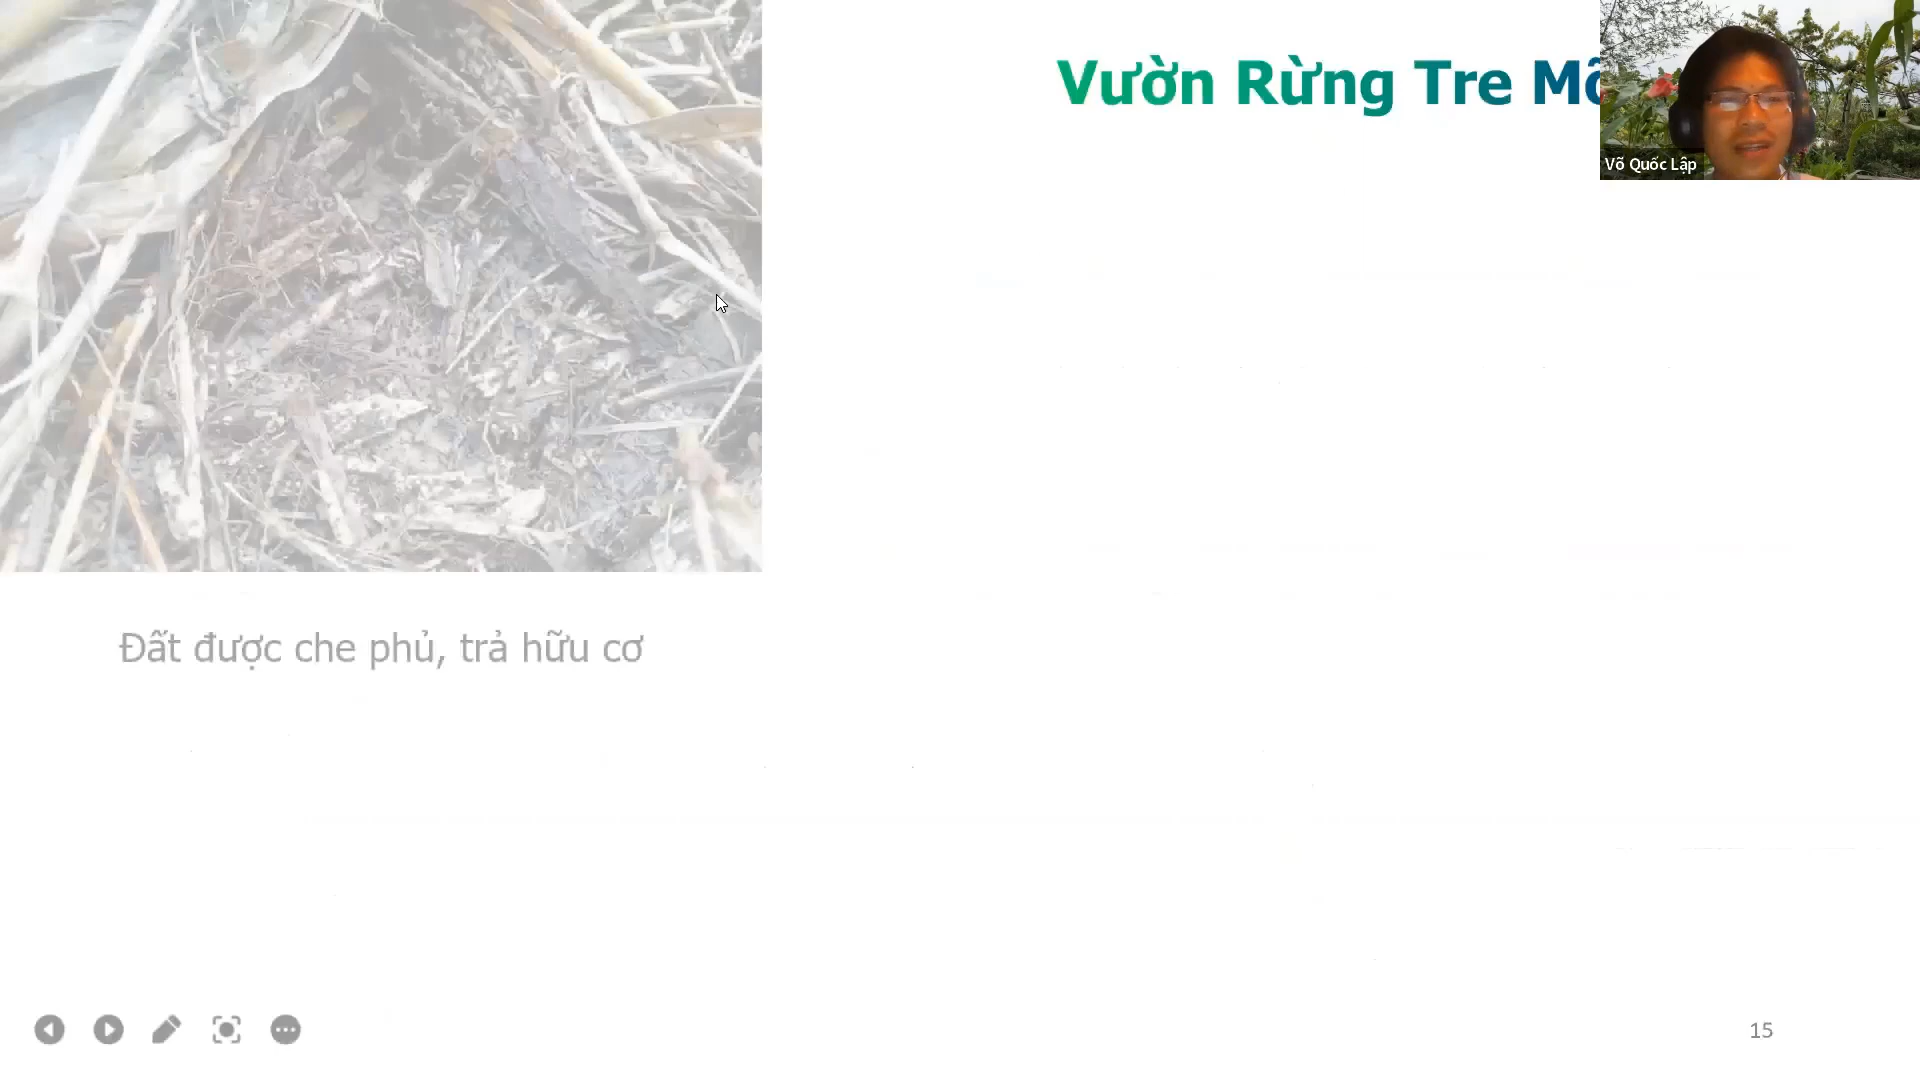 Vườn Rừng Tre
Võ Quốc Lập
Đất được che phủ, trả hữu cơ
15